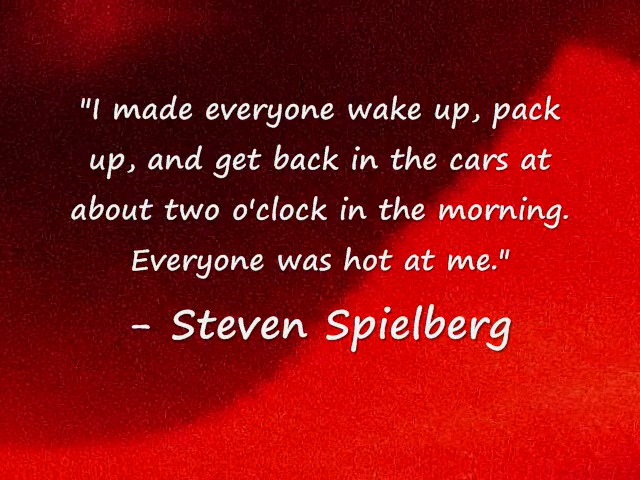 "I made everyone wake up, pack
up, and get back in the cars at
about two o'clock in the morning.
Everyone was hot at me."
- Steven Spielberg